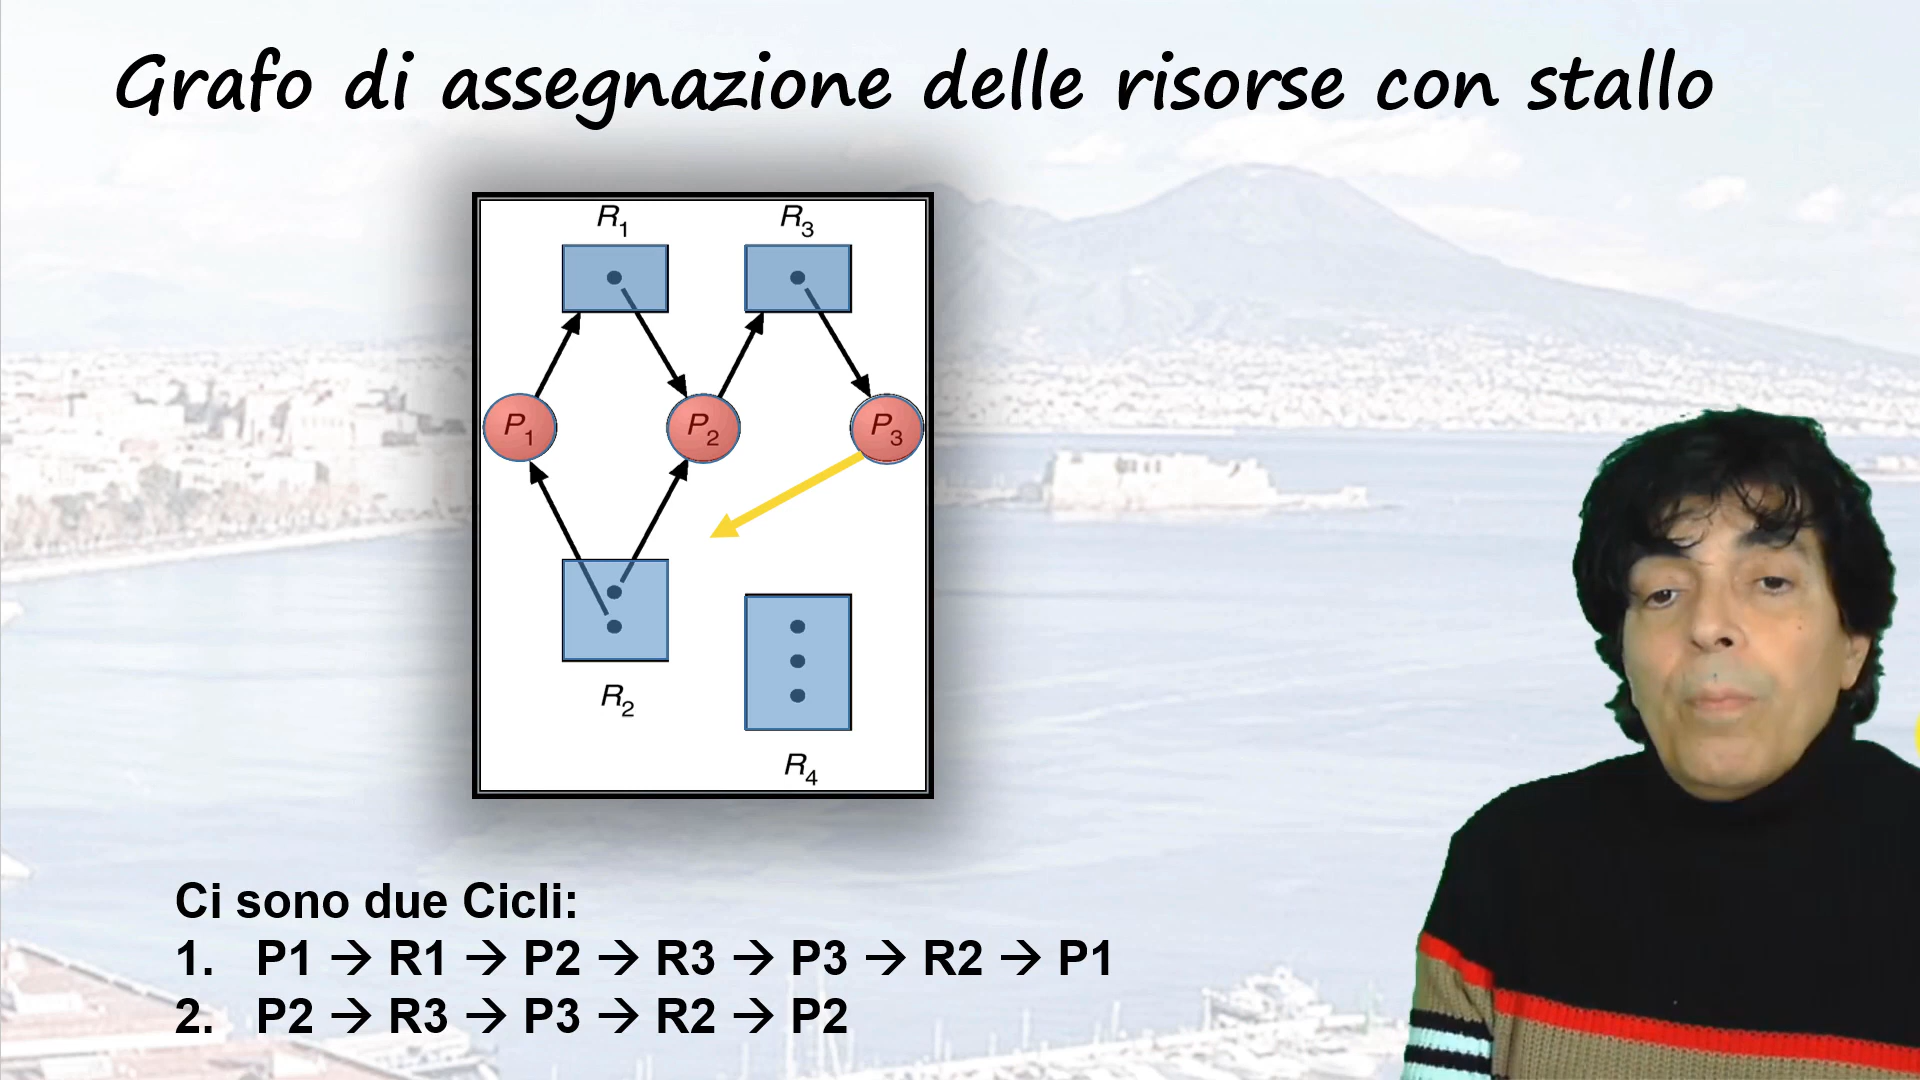 Grafo di assegnazione delle risorse con stallo
R1 R3
P1 P2 P3
R2
R4
Ci sono due Cicli:
1. P1 → R1 → P2 → R3 → P3 → R2 → P1
2. P2 → R3 → P3 → R2 → P2